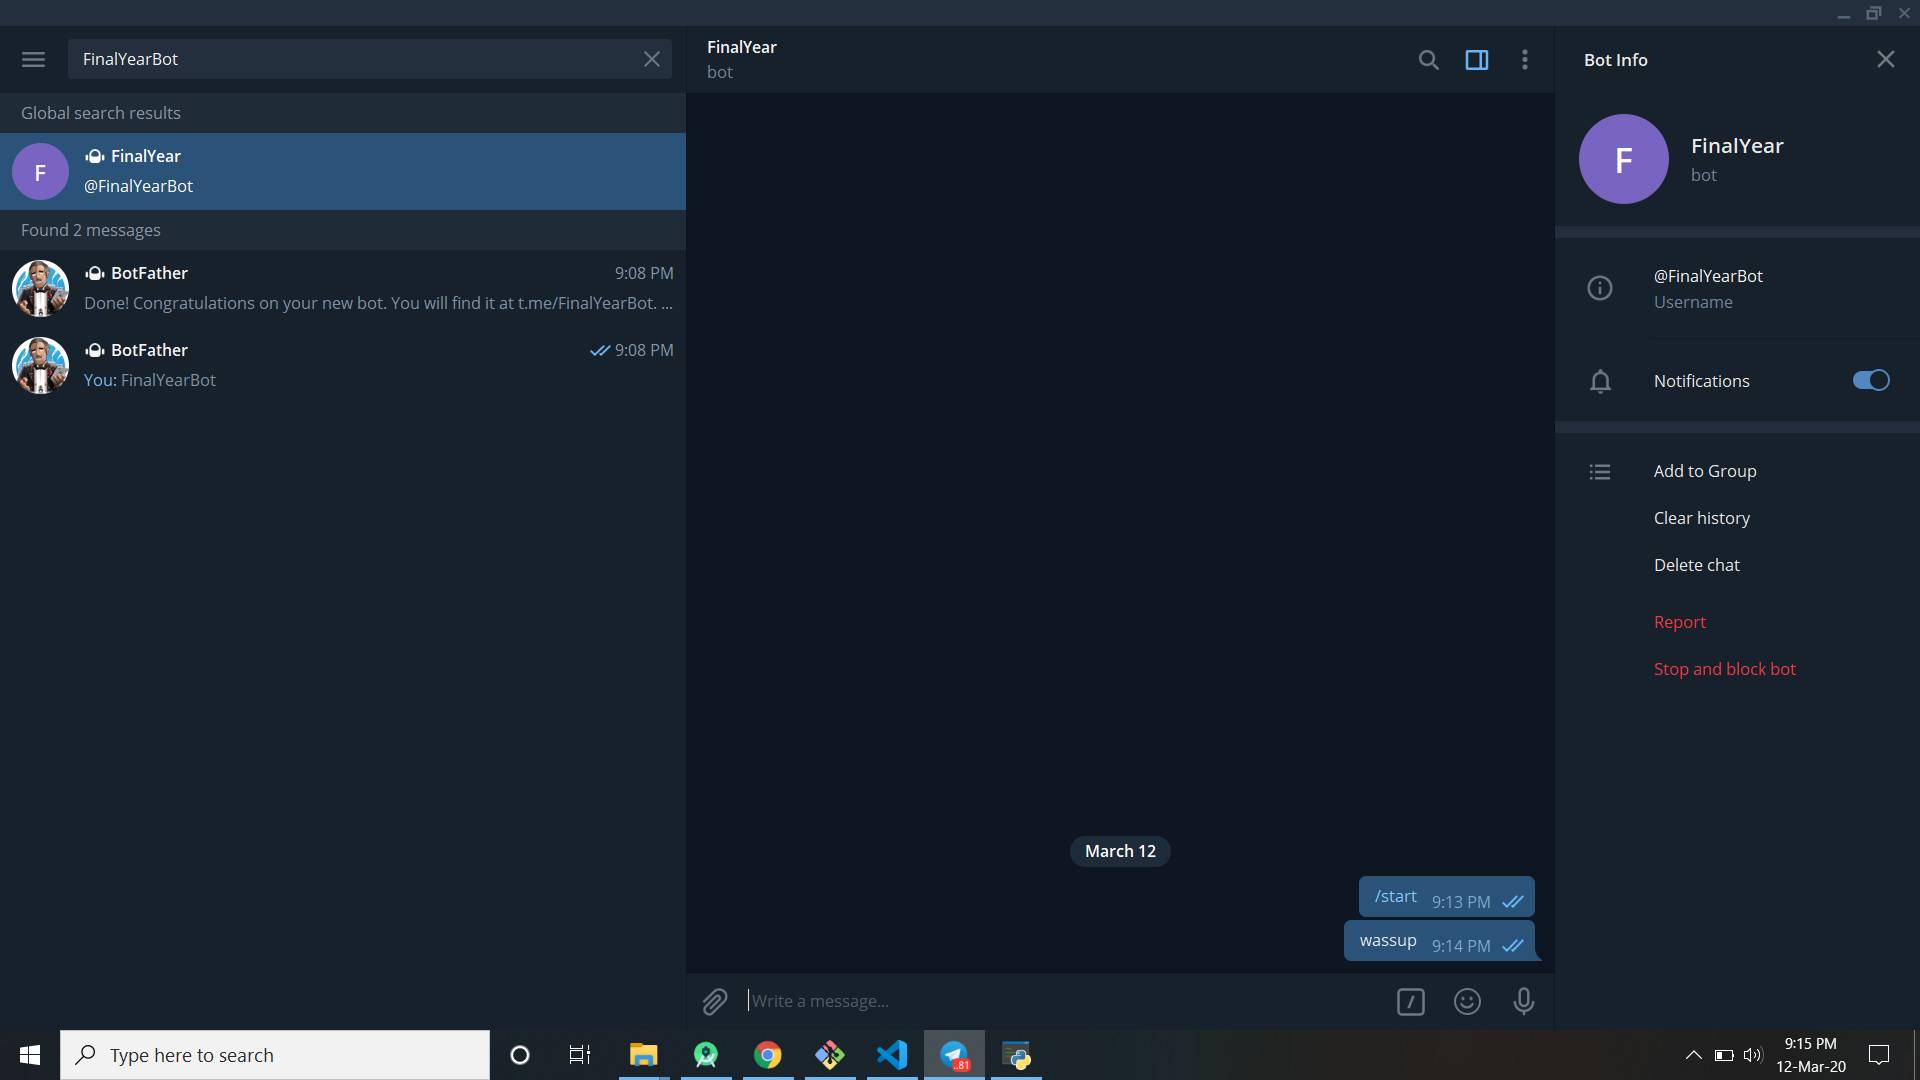 FinalYearBot
Global search results
F
FinalYear
@FinalYearBot
Found 2 messages
BotFather
9:08 PM
Done! Congratulations on your new bot. You will find it at t.me/FinalYearBot. ...
BotFather
9:08 PM
You: FinalYearBot
FinalYear
bot
March 12
/start 9:13 PM
wassup 9:14 PM
Write a message...
Bot Info
F
FinalYear
bot
@FinalYearBot
Username
Notifications
Add to Group
Clear history
Delete chat
Report
Stop and block bot
Type here to search
..81
9:15 PM
12-Mar-20